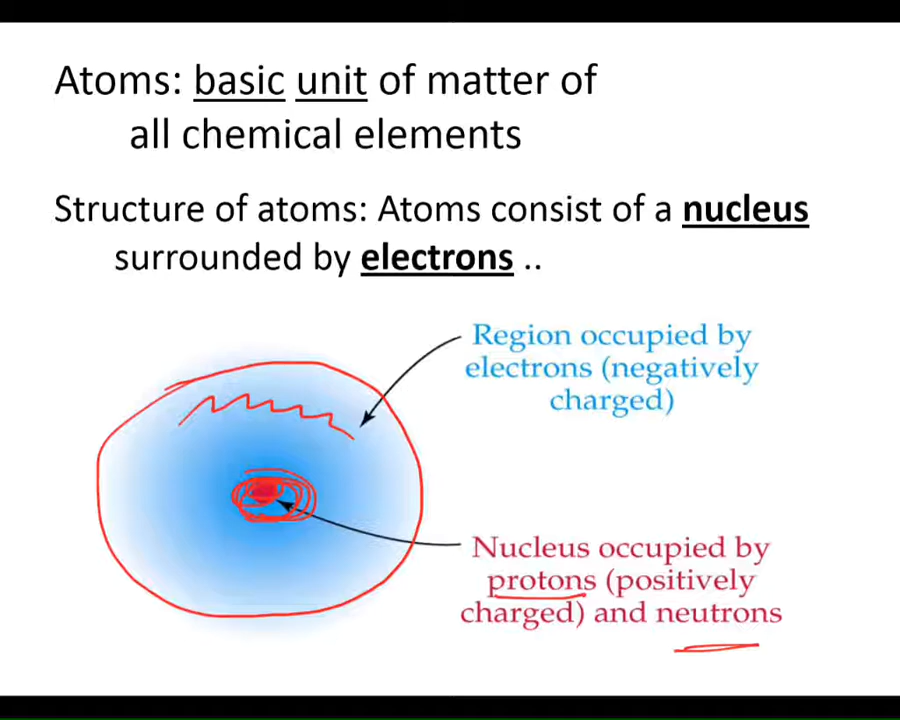 Atoms: basic unit of matter of
all chemical elements
Structure of atoms: Atoms consist of a nucleus
surrounded by electrons ..
Region occupied by
electrons (negatively
charged)
Nucleus occupied by
protons (positively
charged) and neutrons